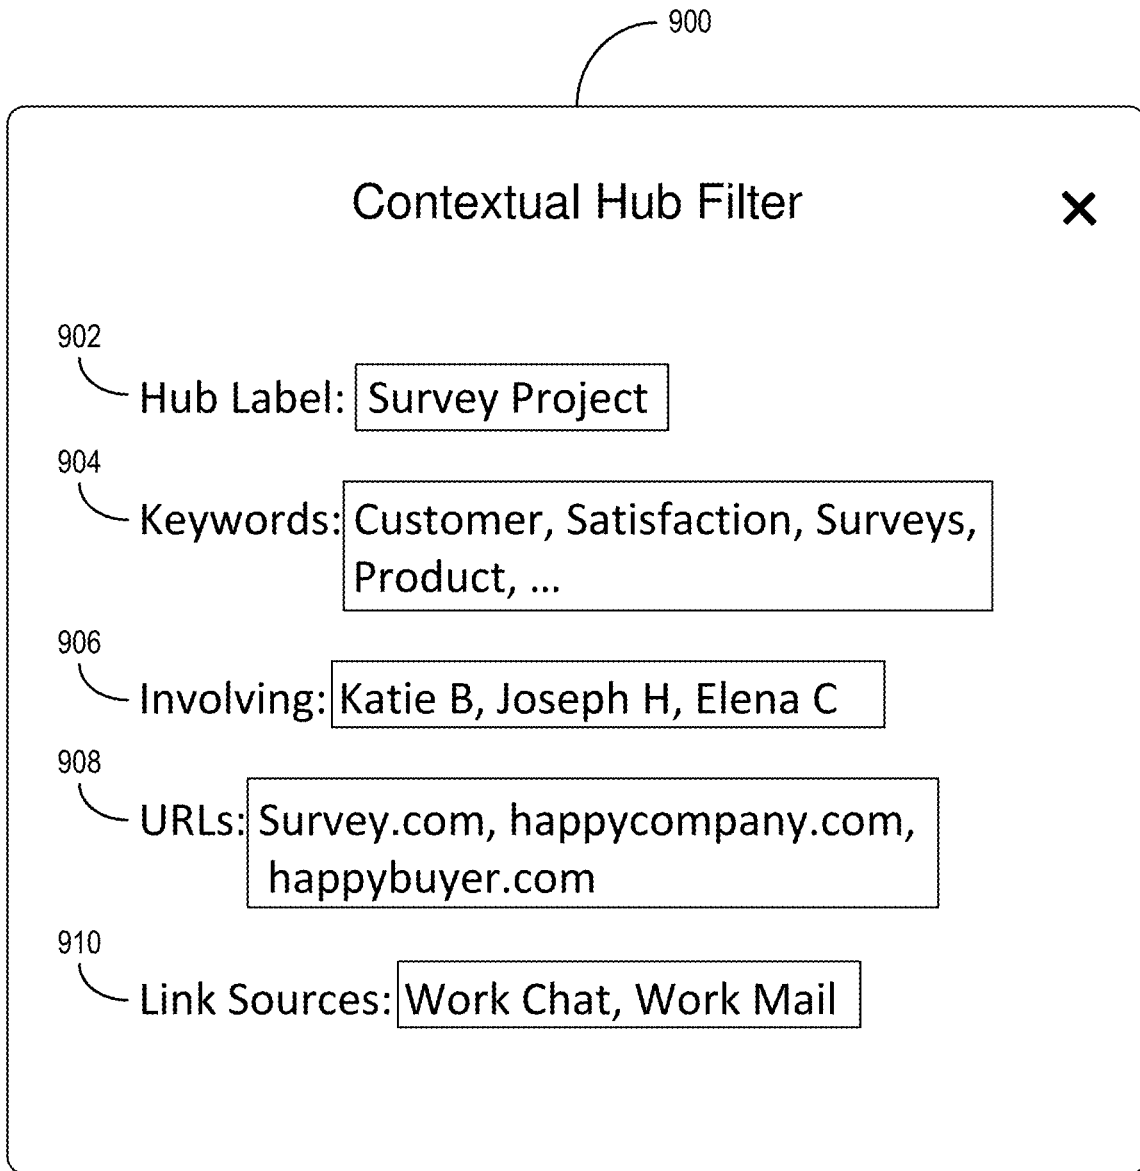 900
Contextual Hub Filter ×
902
Hub Label: Survey Project
904
Keywords: Customer, Satisfaction, Surveys,
Product, ...
906
Involving: Katie B, Joseph H, Elena C
908
URLs: Survey.com, happycompany.com,
happybuyer.com
910
Link Sources: Work Chat, Work Mail